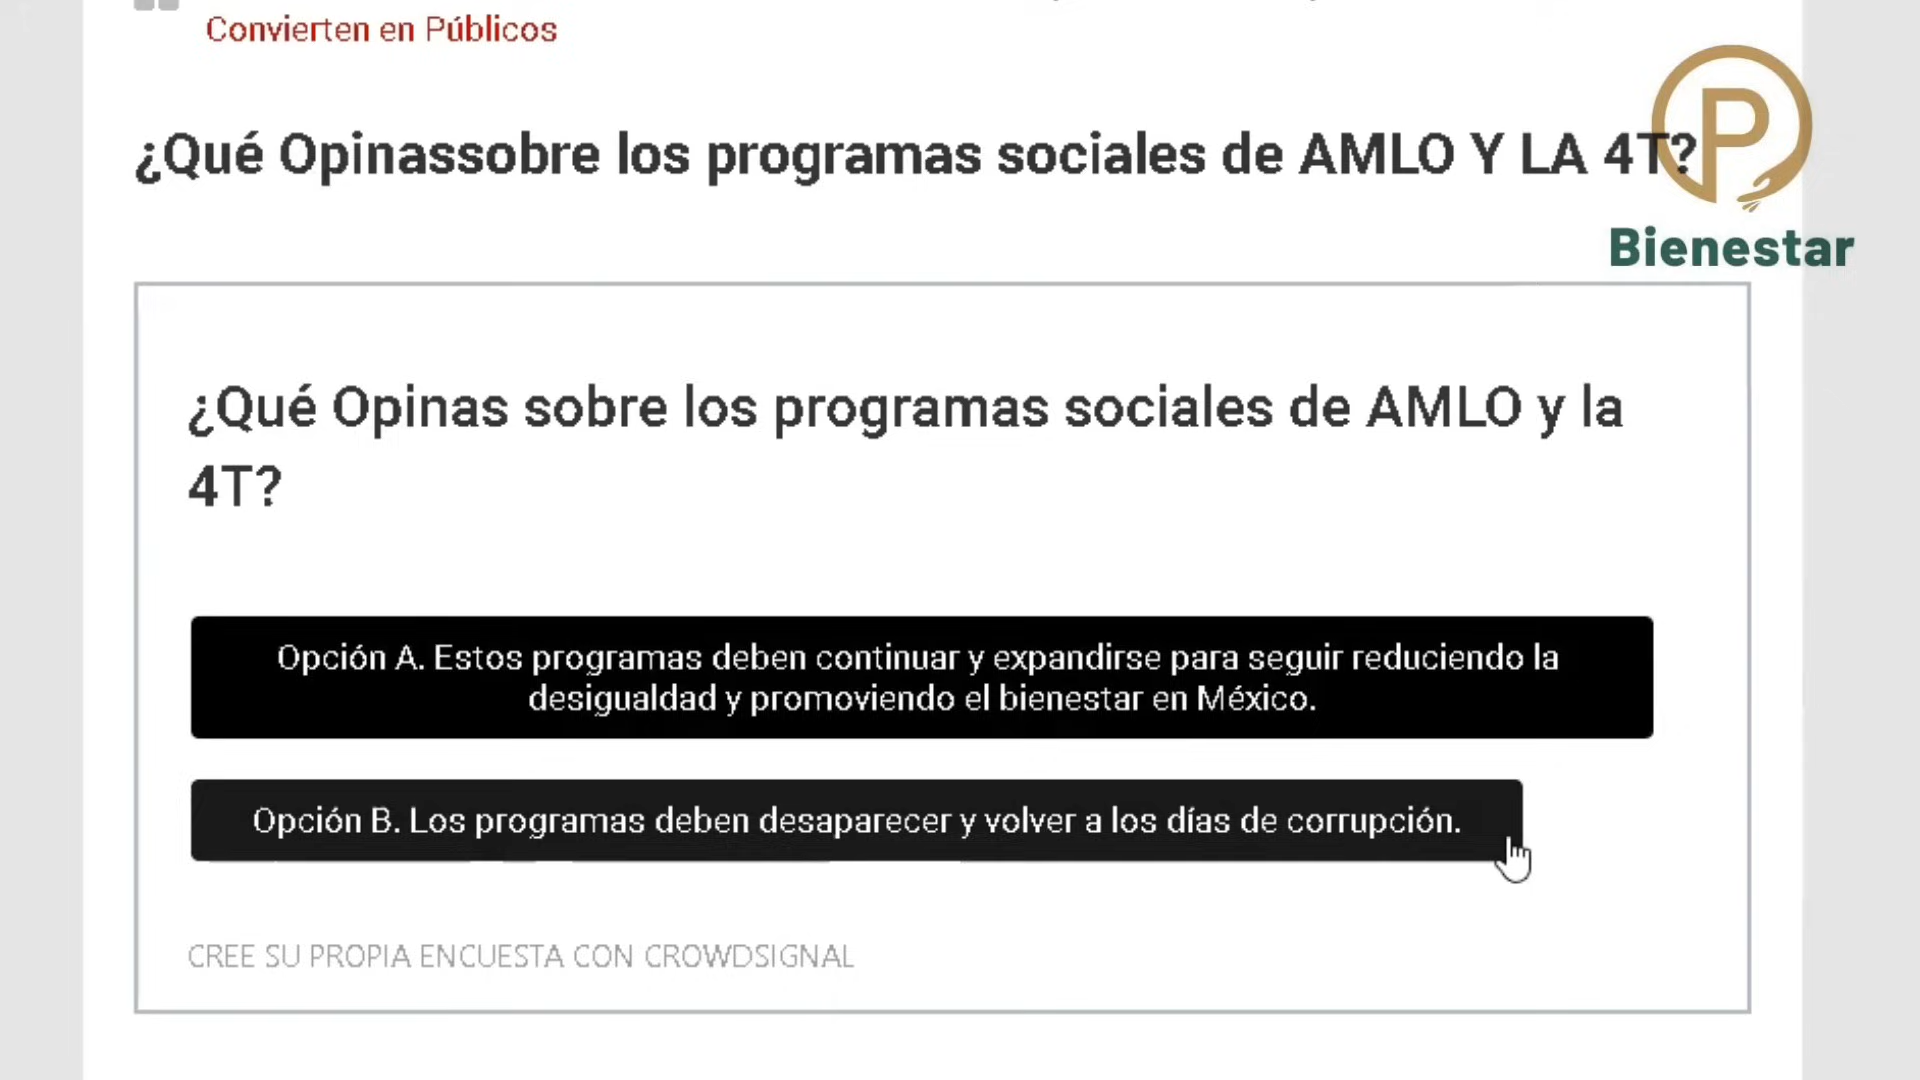 Convierten en Públicos
¿Qué Opinassobre los programas sociales de AMLO Y LA 4T?
P
Bienestar
¿Qué Opinas sobre los programas sociales de AMLO y la
4T?
Opción A. Estos programas deben continuar y expandirse para seguir reduciendo la
desigualdad y promoviendo el bienestar en México.
Opción B. Los programas deben desaparecer y volver a los días de corrupción.
CREE SU PROPIA ENCUESTA CON CROWDSIGNAL